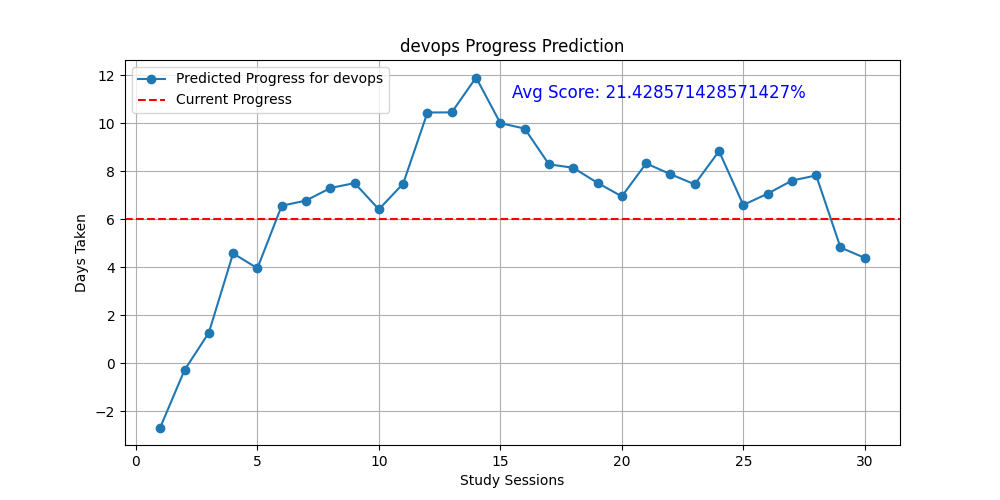 devops Progress Prediction
Predicted Progress for devops
Current Progress
Avg Score: 21.428571428571427%
Days Taken
12
10
8
6
4
2
0
−2
0 5 10 15 20 25 30
Study Sessions